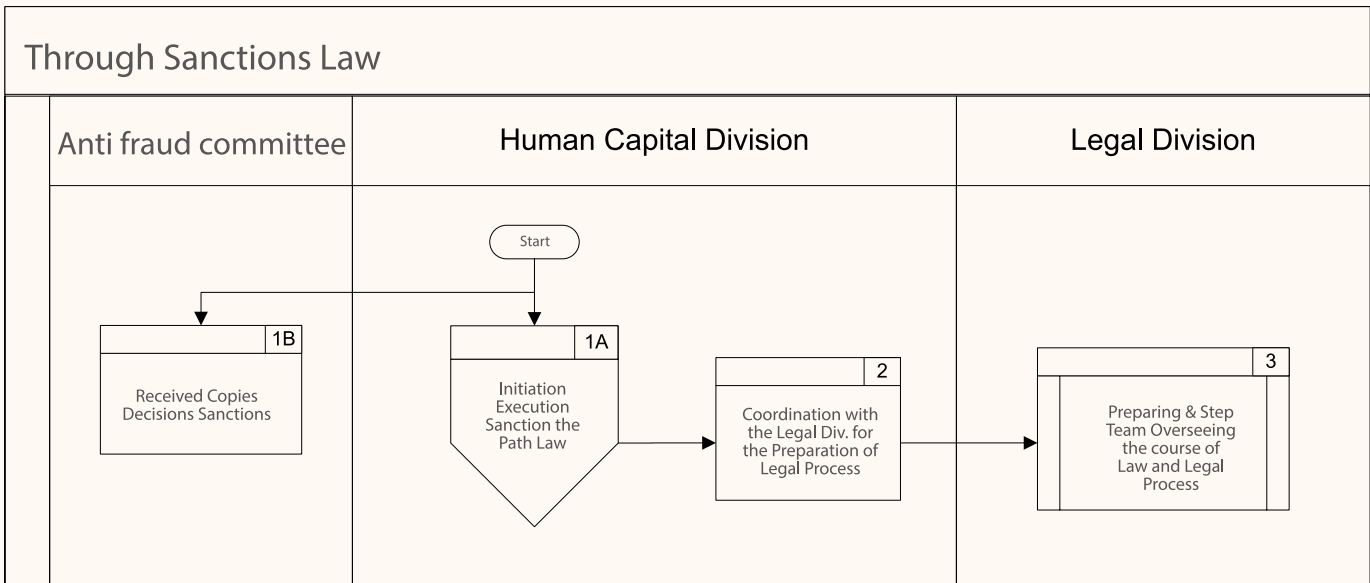 Through Sanctions Law
Anti fraud committee
Human Capital Division
Legal Division
Start
1B
Received Copies
Decisions Sanctions
1A
Initiation
Execution
Sanction the
Path Law
2
Coordination with
the Legal Div. for
the Preparation of
Legal Process
3
Preparing & Step
Team Overseeing
the course of
Law and Legal
Process